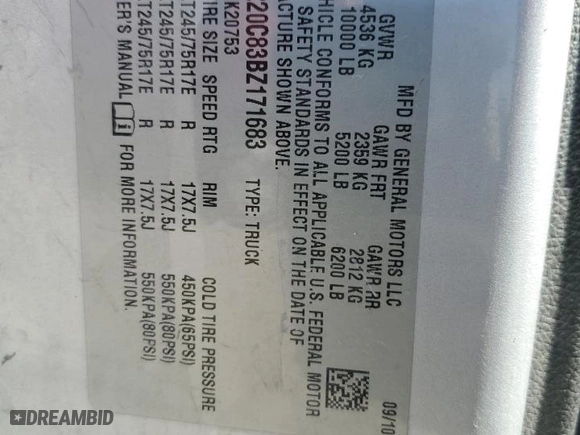 MFD BY GENERAL MOTORS LLC 09/10
GVWR GAWR FRT GAWR RR
4536 KG 2359 KG 2812 KG
10000 LB 5200 LB 6200 LB
VEHICLE CONFORMS TO ALL APPLICABLE U.S. FEDERAL MOTOR
SAFETY STANDARDS IN EFFECT ON THE DATE OF
ACTURE SHOWN ABOVE.
20C83BZ171683 TYPE: TRUCK
K20753
IRE SIZE SPEED RTG RIM COLD TIRE PRESSURE
T245/75R17E R 17X7.5J 450KPA(65PSI)
T245/75R17E R 17X7.5J 550KPA(80PSI)
T245/75R17E R 17X7.5J 550KPA(80PSI)
ER'S MANUAL FOR MORE INFORMATION.
DREAMBID